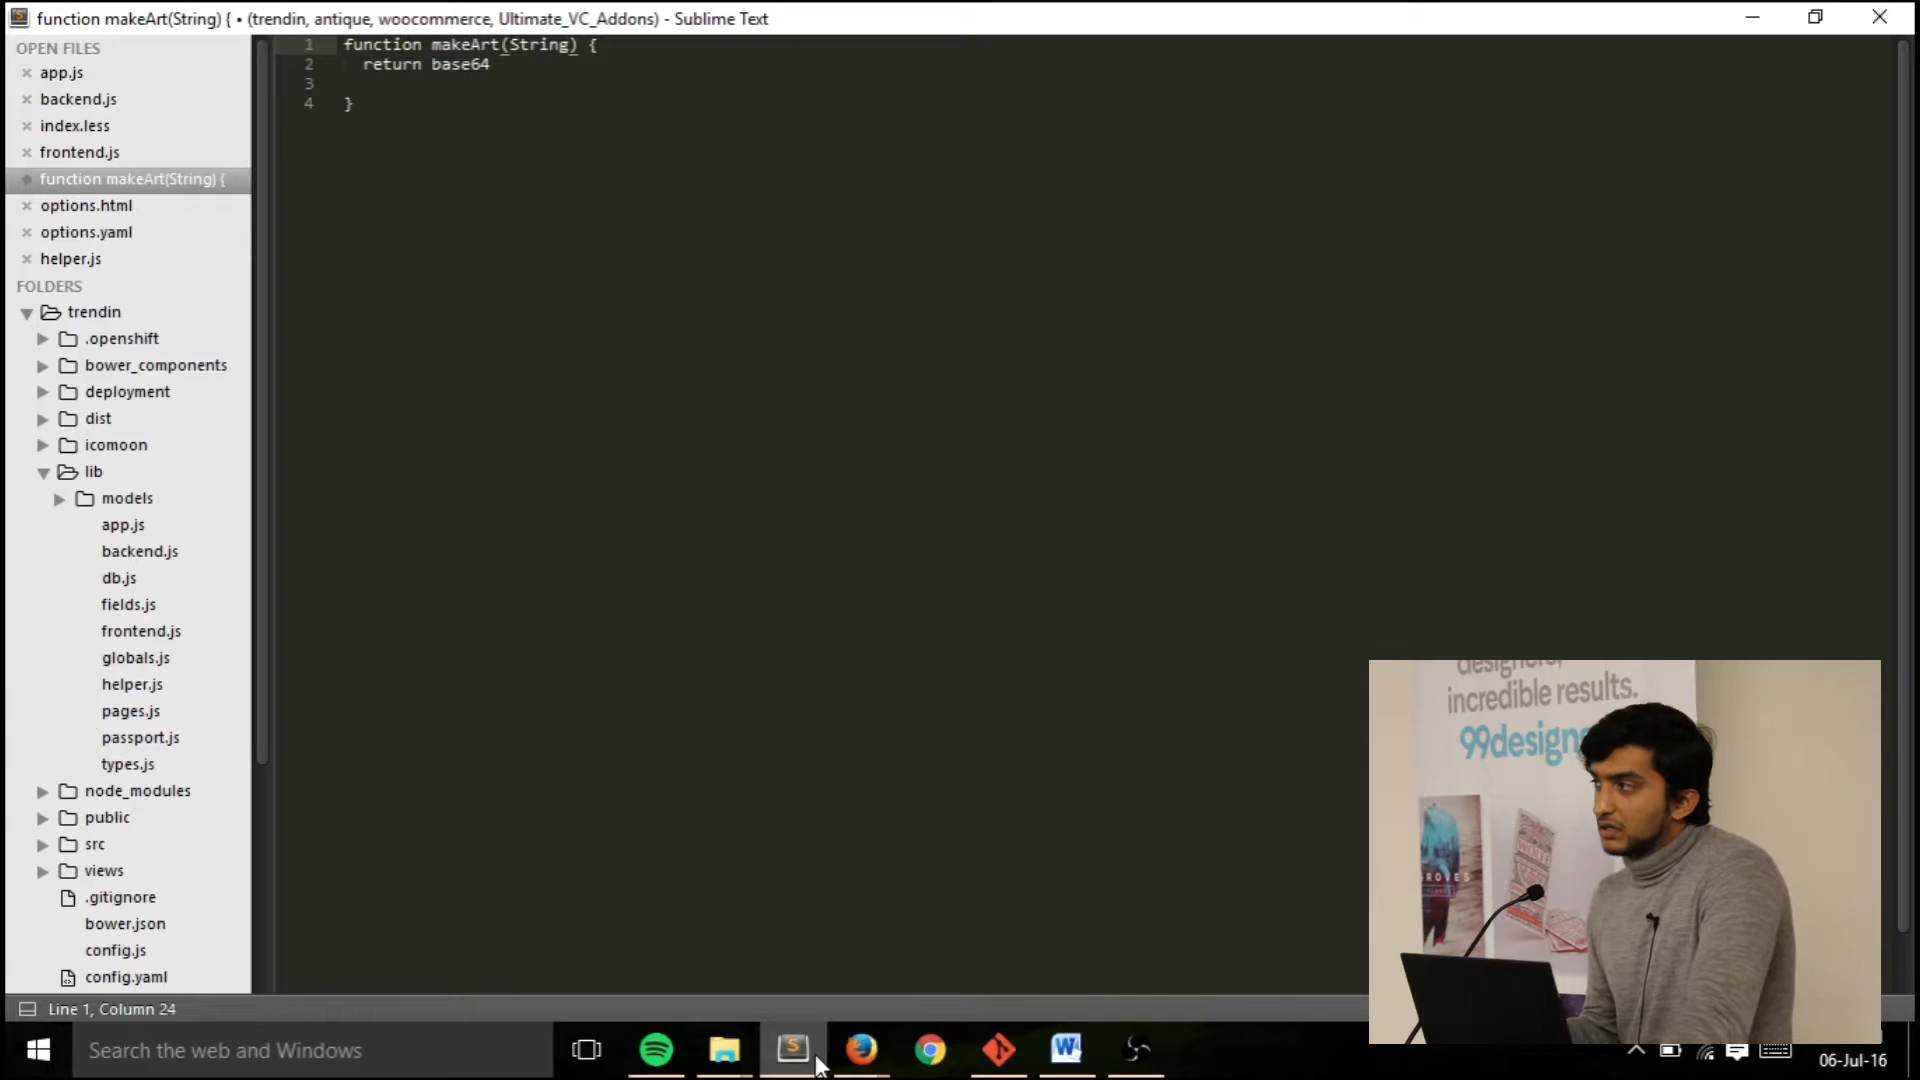 function makeArt(String) { • (trendin, antique, woocommerce, Ultimate_VC_Addons) - Sublime Text
OPEN FILES
app.js
backend.js
index.less
frontend.js
function makeArt(String) {
options.html
options.yaml
helper.js
FOLDERS
trendin
.openshift
bower_components
deployment
dist
icomoon
lib
models
app.js
backend.js
db.js
fields.js
frontend.js
globals.js
helper.js
pages.js
passport.js
types.js
node_modules
public
src
views
.gitignore
bower.json
config.js
config.yaml
1 function makeArt(String) {
2 return base64
3
4 }
designers,
incredible results.
99design
Line 1, Column 24
Search the web and Windows
06-Jul-16